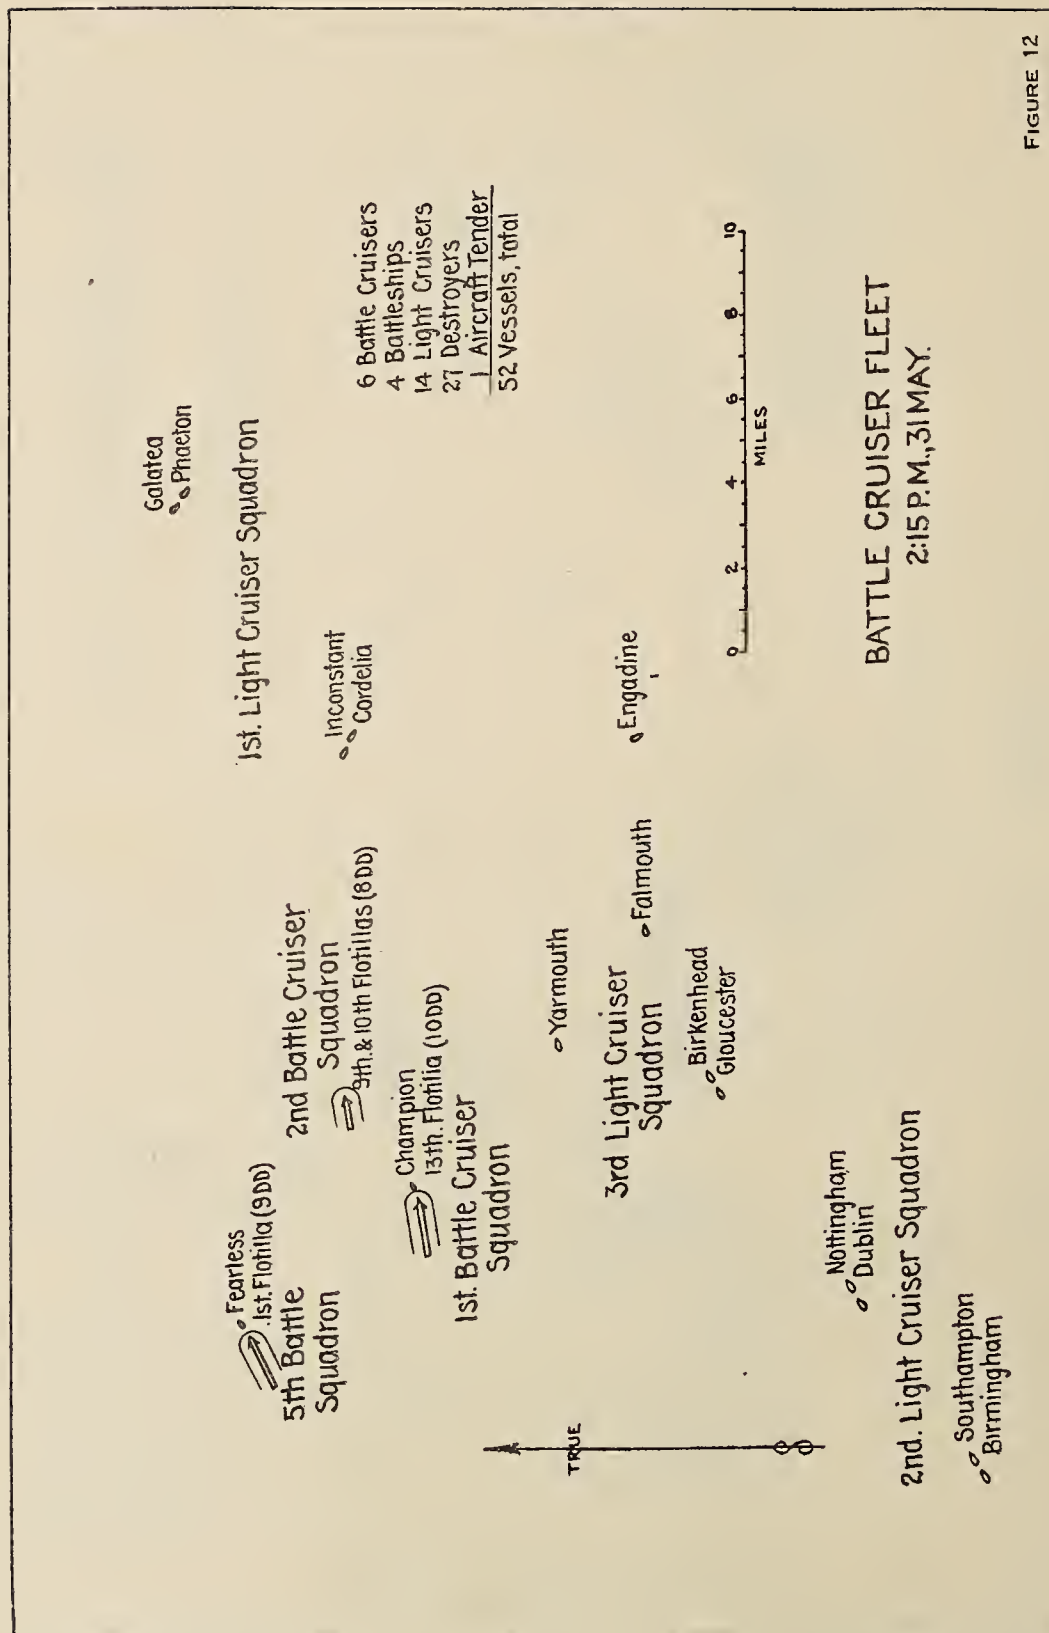 Galatea
Phaeton
1st. Light Cruiser Squadron
Inconstant
Cordelia
6 Battle Cruisers
4 Battleships
14 Light Cruisers
27 Destroyers
1 Aircraft Tender
52 Vessels, total
Fearless
1st. Flotilla (9DD)
5th Battle
Squadron
2nd Battle Cruiser
Squadron
9th. & 10th Flotillas (8DD)
Champion
13th. Flotilla (10DD)
1st. Battle Cruiser
Squadron
Yarmouth
3rd Light Cruiser
Squadron
Falmouth
Engadine
Birkenhead
Gloucester
TRUE
Nottingham
Dublin
2nd. Light Cruiser Squadron
Southampton
Birmingham
0 2 4 6 8 10
MILES
BATTLE CRUISER FLEET
2:15 P.M., 31 MAY.
FIGURE 12